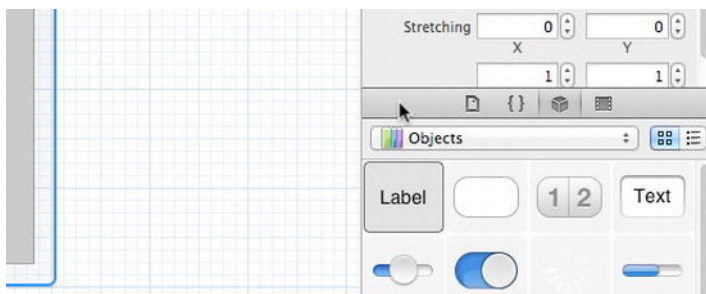 Stretching 0 0
X Y
1 1
{ }
Objects
Label 1 2 Text